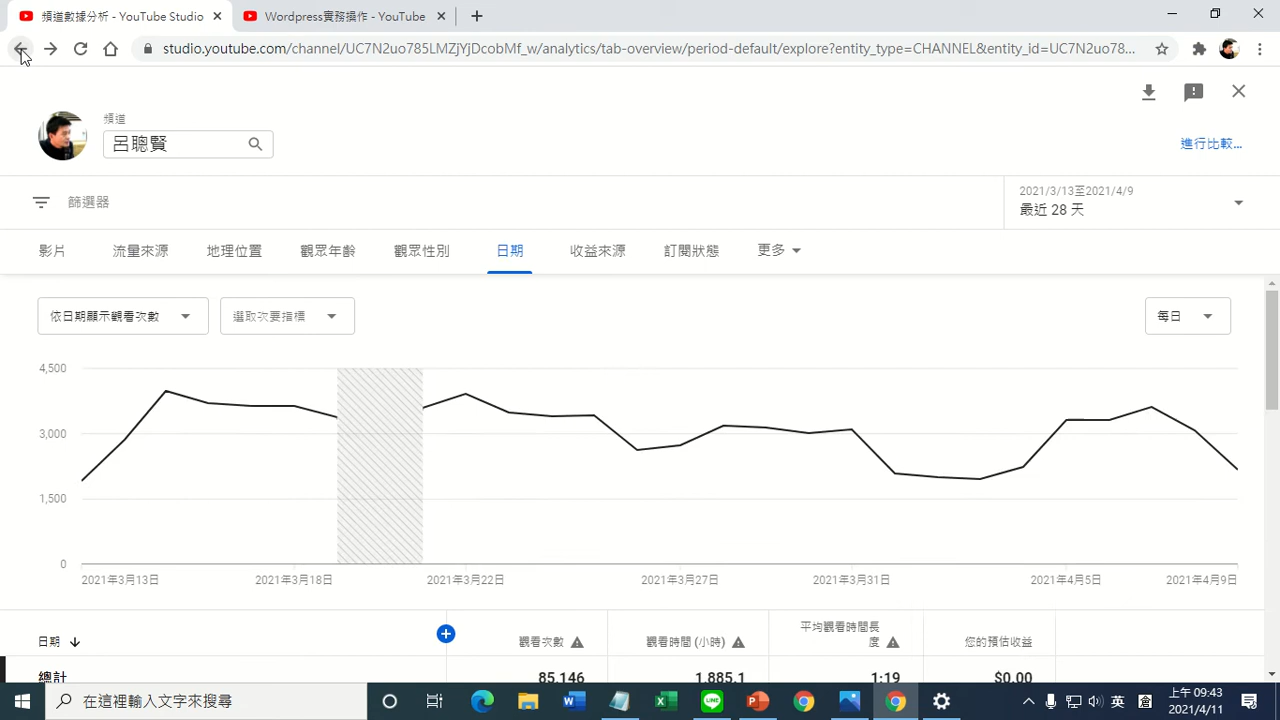 頻道數據分析 - YouTube Studio
Wordpress實務操作 - YouTube
studio.youtube.com/channel/UC7N2uo785LMZjYjDcobMf_w/analytics/tab-overview/period-default/explore?entity_type=CHANNEL&entity_id=UC7N2uo78...
頻道
呂聰賢
進行比較...
篩選器
2021/3/13至2021/4/9
最近 28 天
影片
流量來源
地理位置
觀眾年齡
觀眾性別
日期
收益來源
訂閱狀態
更多
依日期顯示觀看次數
選取次要指標
每日
4,500
3,000
1,500
0
2021年3月13日
2021年3月18日
2021年3月22日
2021年3月27日
2021年3月31日
2021年4月5日
2021年4月9日
日期
觀看次數
觀看時間 (小時)
平均觀看時間長
度
您的預估收益
總計
85,146
1,885.1
1:19
$0.00
在這裡輸入文字來搜尋
英
倉
上午 09:43
2021/4/11